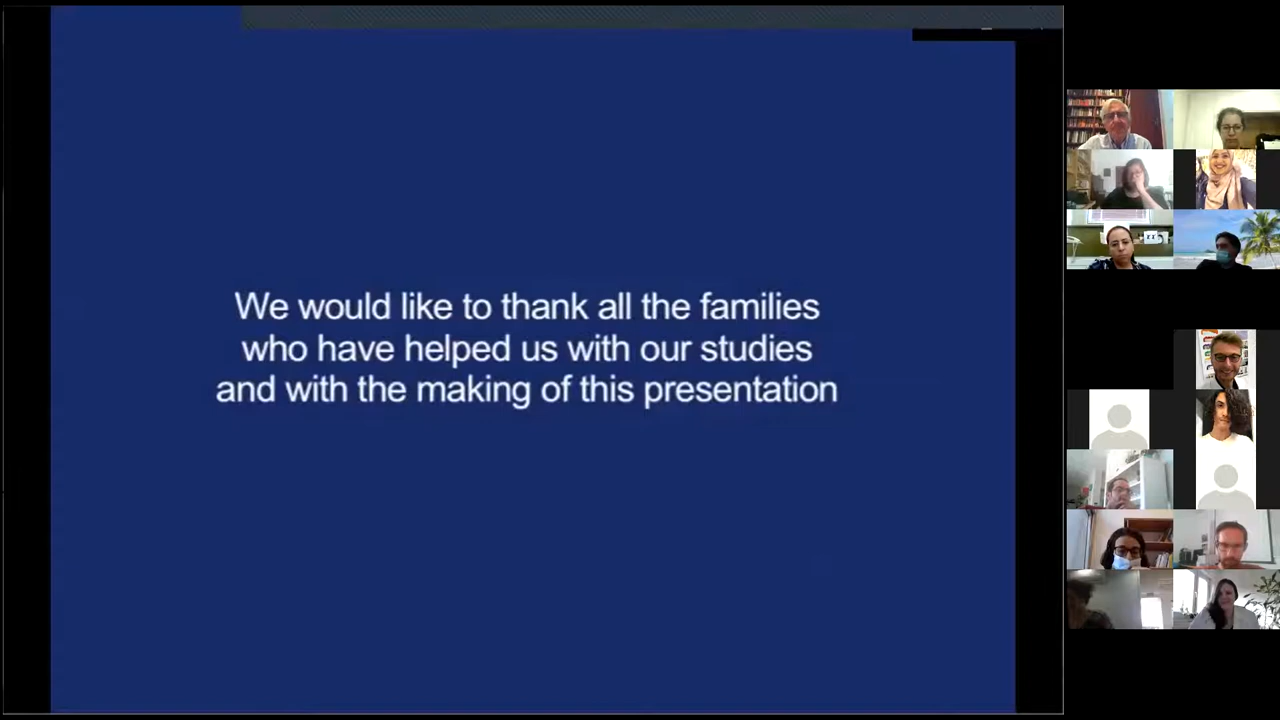 We would like to thank all the families
who have helped us with our studies
and with the making of this presentation